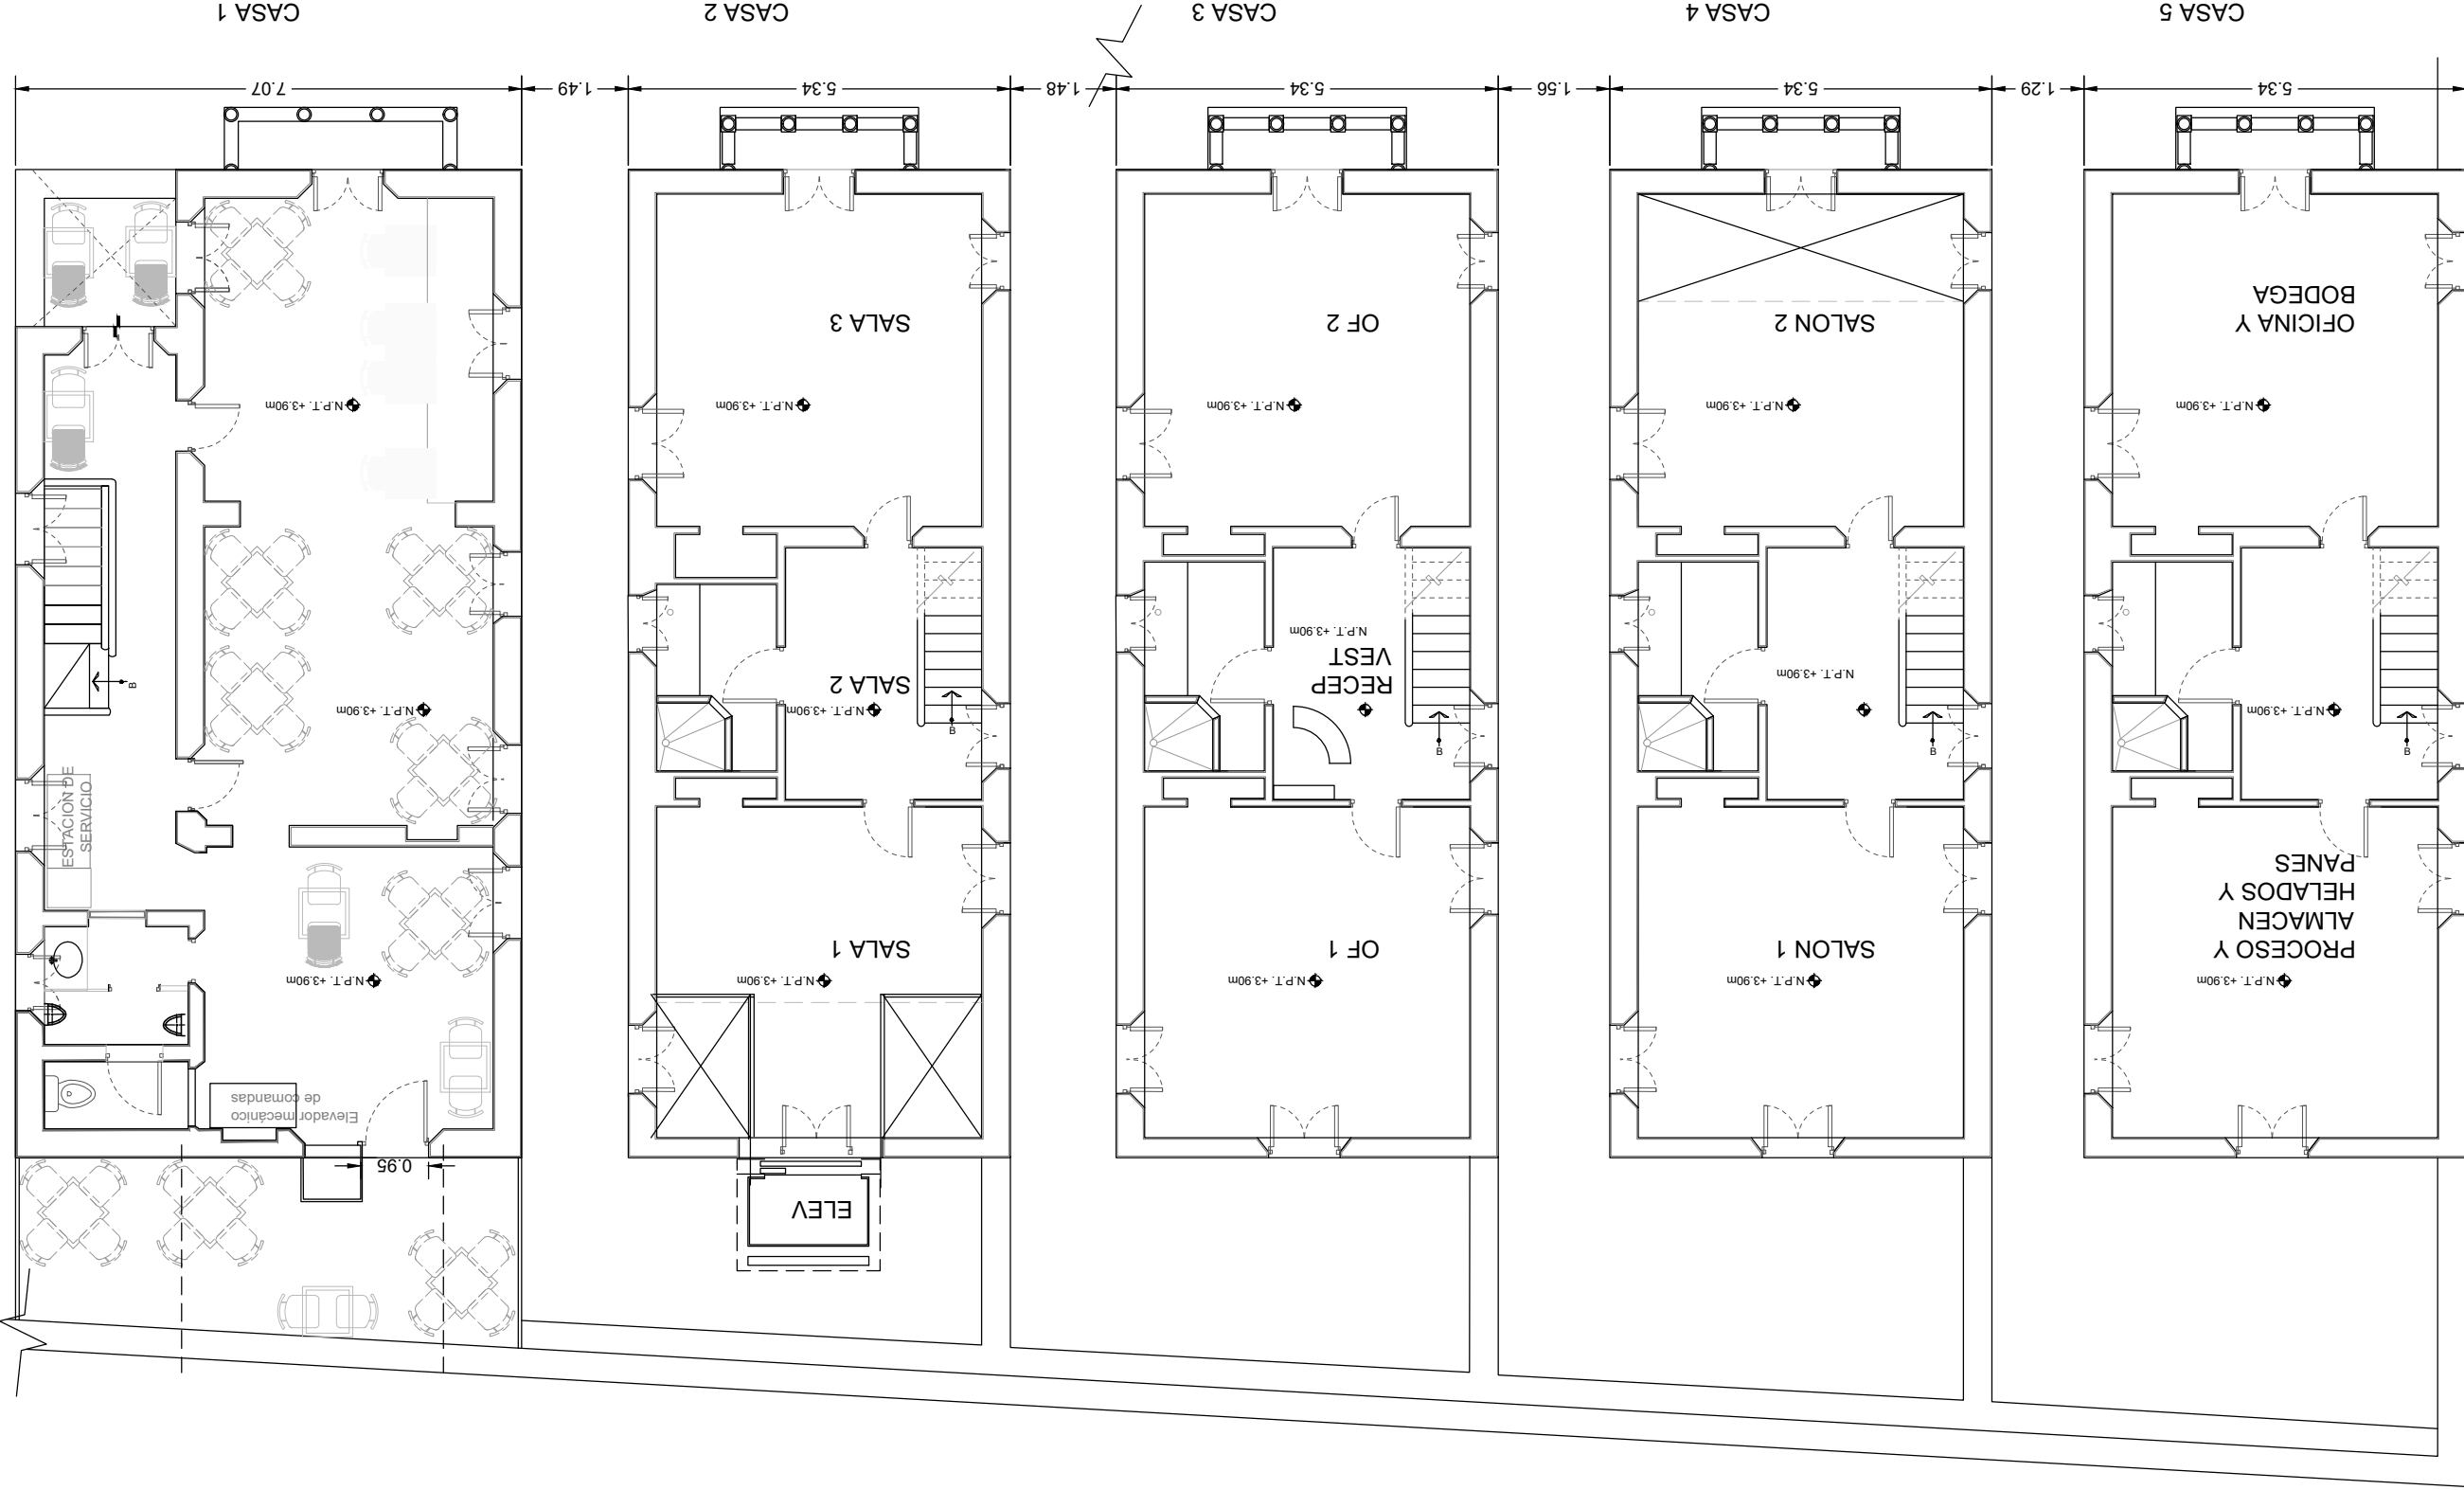 CASA 1
CASA 2
CASA 3
CASA 4
CASA 5
7.07
1.49
5.34
1.48
5.34
1.56
5.34
1.29
5.34
N.P.T. +3.90m
B
N.P.T. +3.90m
ESTACION DE
SERVICIO
N.P.T. +3.90m
Elevador mecánico
de comandas
0.95
SALA 3
N.P.T. +3.90m
SALA 2
N.P.T. +3.90m
B
SALA 1
N.P.T. +3.90m
ELEV
OF 2
N.P.T. +3.90m
RECEP
VEST
N.P.T. +3.90m
B
OF 1
N.P.T. +3.90m
SALON 2
N.P.T. +3.90m
N.P.T. +3.90m
B
SALON 1
N.P.T. +3.90m
OFICINA Y
BODEGA
N.P.T. +3.90m
N.P.T. +3.90m
B
PROCESO Y
ALMACEN
HELADOS Y
PANES
N.P.T. +3.90m